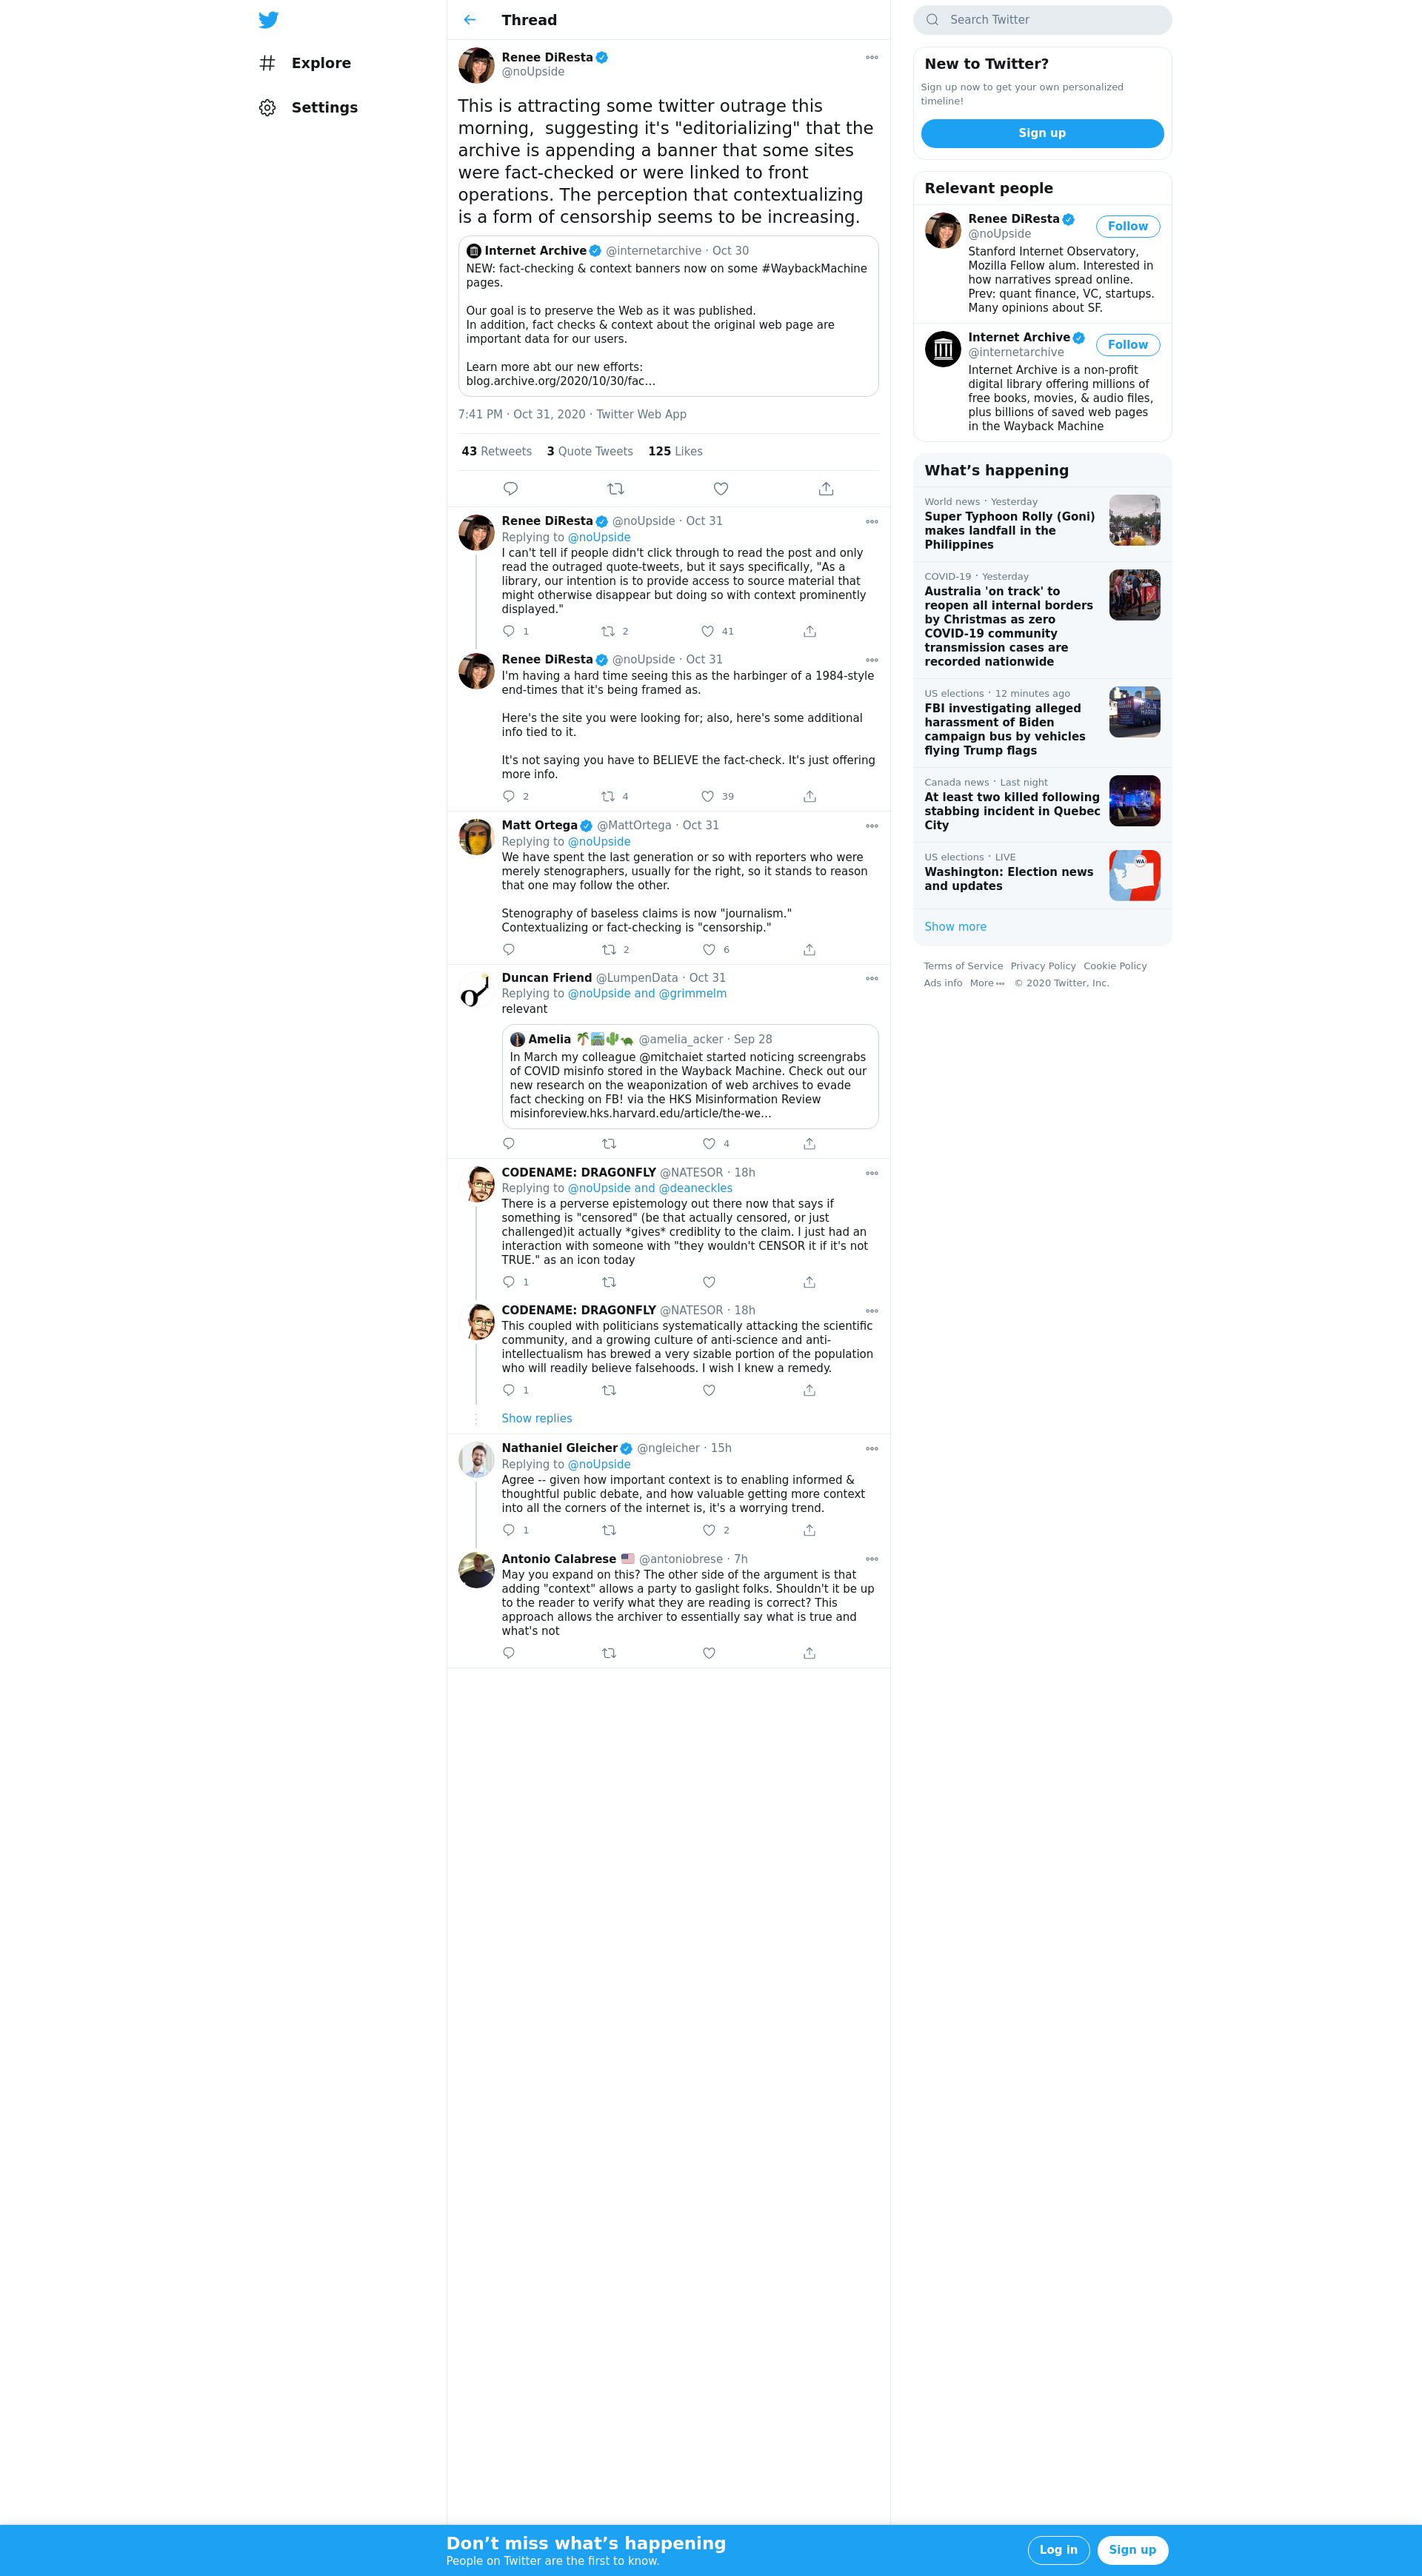 Explore
Settings
Thread
Renee DiResta
@noUpside
This is attracting some twitter outrage this
morning,  suggesting it's "editorializing" that the
archive is appending a banner that some sites
were fact-checked or were linked to front
operations. The perception that contextualizing
is a form of censorship seems to be increasing.
Internet Archive @internetarchive · Oct 30
NEW: fact-checking & context banners now on some #WaybackMachine
pages.
Our goal is to preserve the Web as it was published.
In addition, fact checks & context about the original web page are
important data for our users.
Learn more abt our new efforts:
blog.archive.org/2020/10/30/fac…
7:41 PM · Oct 31, 2020 · Twitter Web App
43 Retweets 3 Quote Tweets 125 Likes
Renee DiResta @noUpside · Oct 31
Replying to @noUpside
I can't tell if people didn't click through to read the post and only
read the outraged quote-tweets, but it says specifically, "As a
library, our intention is to provide access to source material that
might otherwise disappear but doing so with context prominently
displayed."
1 2 41
Renee DiResta @noUpside · Oct 31
I'm having a hard time seeing this as the harbinger of a 1984-style
end-times that it's being framed as.
Here's the site you were looking for; also, here's some additional
info tied to it.
It's not saying you have to BELIEVE the fact-check. It's just offering
more info.
2 4 39
Matt Ortega @MattOrtega · Oct 31
Replying to @noUpside
We have spent the last generation or so with reporters who were
merely stenographers, usually for the right, so it stands to reason
that one may follow the other.
Stenography of baseless claims is now "journalism."
Contextualizing or fact-checking is "censorship."
2 6
Duncan Friend @LumpenData · Oct 31
Replying to @noUpside and @grimmelm
relevant
Amelia 🌴🏞️🌵🐢 @amelia_acker · Sep 28
In March my colleague @mitchaiet started noticing screengrabs
of COVID misinfo stored in the Wayback Machine. Check out our
new research on the weaponization of web archives to evade
fact checking on FB! via the HKS Misinformation Review
misinforeview.hks.harvard.edu/article/the-we…
4
CODENAME: DRAGONFLY @NATESOR · 18h
Replying to @noUpside and @deaneckles
There is a perverse epistemology out there now that says if
something is "censored" (be that actually censored, or just
challenged)it actually *gives* crediblity to the claim. I just had an
interaction with someone with "they wouldn't CENSOR it if it's not
TRUE." as an icon today
1
CODENAME: DRAGONFLY @NATESOR · 18h
This coupled with politicians systematically attacking the scientific
community, and a growing culture of anti-science and anti-
intellectualism has brewed a very sizable portion of the population
who will readily believe falsehoods. I wish I knew a remedy.
1
Show replies
Nathaniel Gleicher @ngleicher · 15h
Replying to @noUpside
Agree -- given how important context is to enabling informed &
thoughtful public debate, and how valuable getting more context
into all the corners of the internet is, it's a worrying trend.
1 2
Antonio Calabrese 🇺🇸 @antoniobrese · 7h
May you expand on this? The other side of the argument is that
adding "context" allows a party to gaslight folks. Shouldn't it be up
to the reader to verify what they are reading is correct? This
approach allows the archiver to essentially say what is true and
what's not
Search Twitter
New to Twitter?
Sign up now to get your own personalized
timeline!
Sign up
Relevant people
Renee DiResta
@noUpside
Follow
Stanford Internet Observatory,
Mozilla Fellow alum. Interested in
how narratives spread online.
Prev: quant finance, VC, startups.
Many opinions about SF.
Internet Archive
@internetarchive
Follow
Internet Archive is a non-profit
digital library offering millions of
free books, movies, & audio files,
plus billions of saved web pages
in the Wayback Machine
What’s happening
World news · Yesterday
Super Typhoon Rolly (Goni)
makes landfall in the
Philippines
COVID-19 · Yesterday
Australia 'on track' to
reopen all internal borders
by Christmas as zero
COVID-19 community
transmission cases are
recorded nationwide
US elections · 12 minutes ago
FBI investigating alleged
harassment of Biden
campaign bus by vehicles
flying Trump flags
Canada news · Last night
At least two killed following
stabbing incident in Quebec
City
US elections · LIVE
Washington: Election news
and updates
WA
Show more
Terms of Service Privacy Policy Cookie Policy
Ads info More © 2020 Twitter, Inc.
Don’t miss what’s happening
People on Twitter are the first to know.
Log in
Sign up